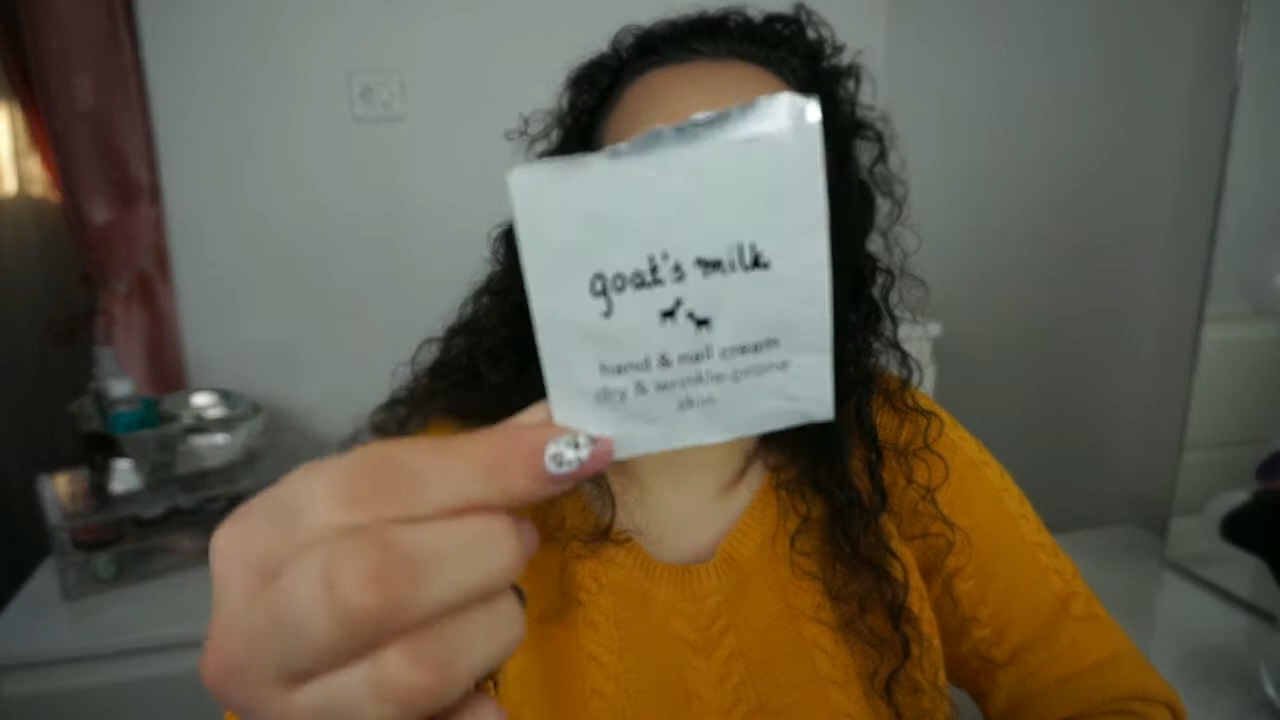 goat's milk
hand & nail cream
dry & wrinkle-prone
skin